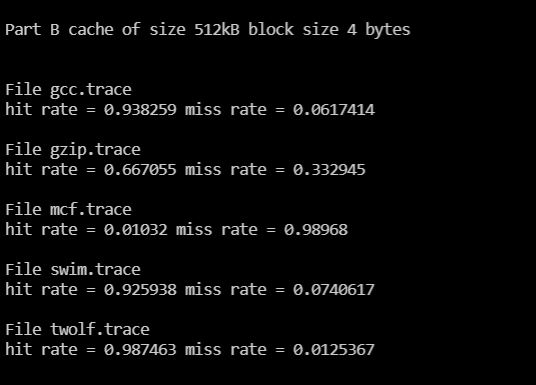 Part B cache of size 512kB block size 4 bytes
File gcc.trace
hit rate = 0.938259 miss rate = 0.0617414
File gzip.trace
hit rate = 0.667055 miss rate = 0.332945
File mcf.trace
hit rate = 0.01032 miss rate = 0.98968
File swim.trace
hit rate = 0.925938 miss rate = 0.0740617
File twolf.trace
hit rate = 0.987463 miss rate = 0.0125367